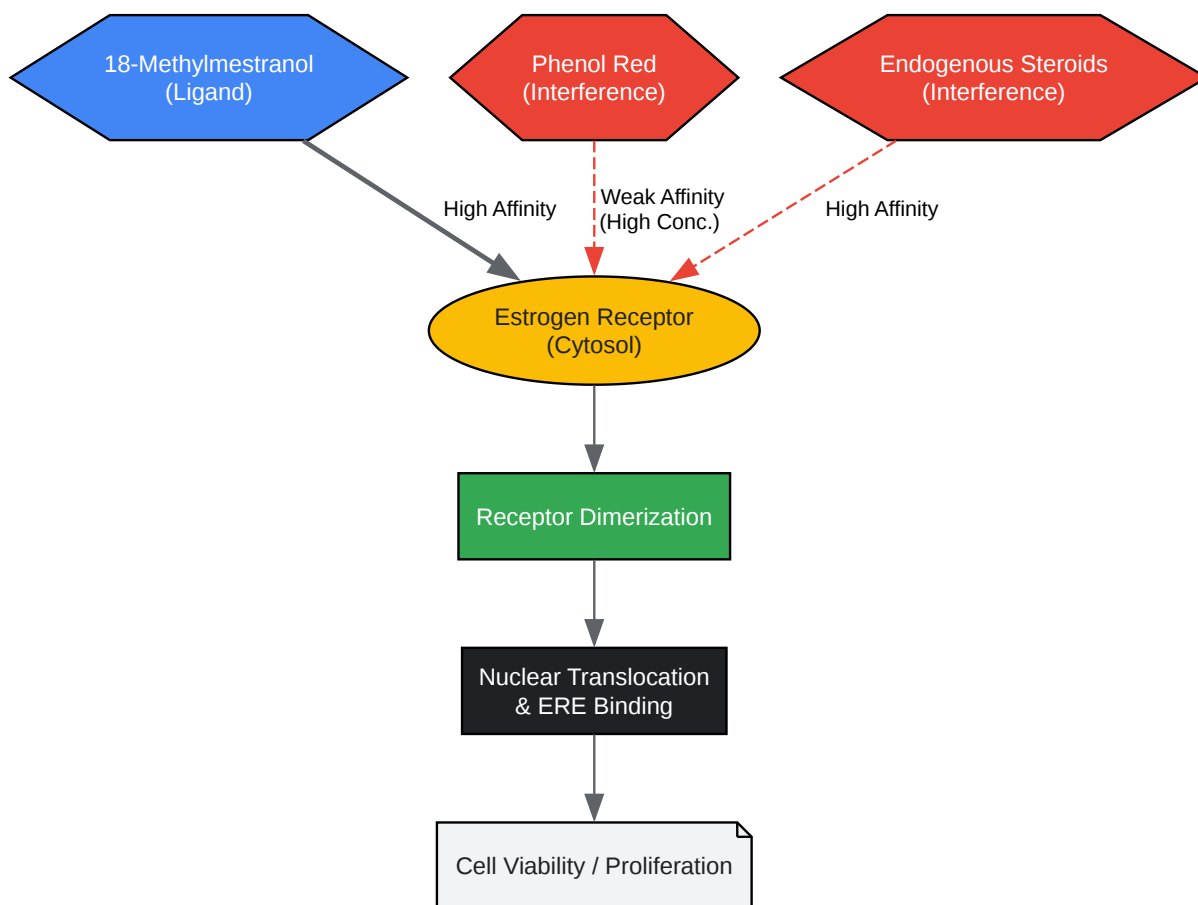 18-Methylmestranol
(Ligand)
Phenol Red
(Interference)
Endogenous Steroids
(Interference)
High Affinity
Weak Affinity
(High Conc.)
High Affinity
Estrogen Receptor
(Cytosol)
Receptor Dimerization
Nuclear Translocation
& ERE Binding
Cell Viability / Proliferation